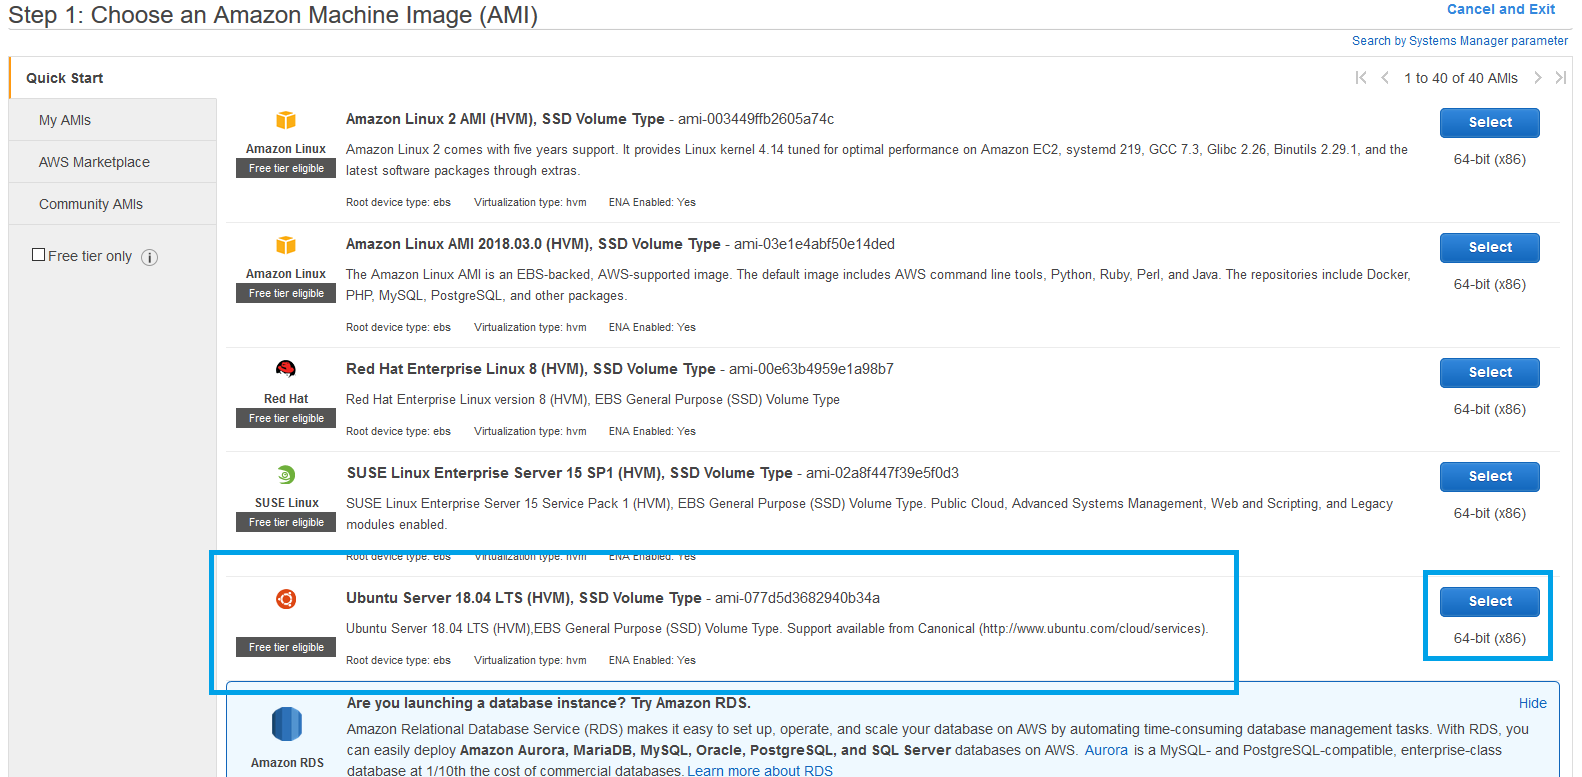 Step 1: Choose an Amazon Machine Image (AMI)
Cancel and Exit
Search by Systems Manager parameter
Quick Start
1 to 40 of 40 AMIs
My AMIs
AWS Marketplace
Community AMIs
Free tier only
Amazon Linux
Free tier eligible
Amazon Linux 2 AMI (HVM), SSD Volume Type - ami-003449ffb2605a74c
Amazon Linux 2 comes with five years support. It provides Linux kernel 4.14 tuned for optimal performance on Amazon EC2, systemd 219, GCC 7.3, Glibc 2.26, Binutils 2.29.1, and the
latest software packages through extras.
Root device type: ebs Virtualization type: hvm ENA Enabled: Yes
Select
64-bit (x86)
Amazon Linux
Free tier eligible
Amazon Linux AMI 2018.03.0 (HVM), SSD Volume Type - ami-03e1e4abf50e14ded
The Amazon Linux AMI is an EBS-backed, AWS-supported image. The default image includes AWS command line tools, Python, Ruby, Perl, and Java. The repositories include Docker,
PHP, MySQL, PostgreSQL, and other packages.
Root device type: ebs Virtualization type: hvm ENA Enabled: Yes
Select
64-bit (x86)
Red Hat
Free tier eligible
Red Hat Enterprise Linux 8 (HVM), SSD Volume Type - ami-00e63b4959e1a98b7
Red Hat Enterprise Linux version 8 (HVM), EBS General Purpose (SSD) Volume Type
Root device type: ebs Virtualization type: hvm ENA Enabled: Yes
Select
64-bit (x86)
SUSE Linux
Free tier eligible
SUSE Linux Enterprise Server 15 SP1 (HVM), SSD Volume Type - ami-02a8f447f39e5f0d3
SUSE Linux Enterprise Server 15 Service Pack 1 (HVM), EBS General Purpose (SSD) Volume Type. Public Cloud, Advanced Systems Management, Web and Scripting, and Legacy
modules enabled.
Root device type: ebs Virtualization type: hvm ENA Enabled: Yes
Select
64-bit (x86)
Free tier eligible
Ubuntu Server 18.04 LTS (HVM), SSD Volume Type - ami-077d5d3682940b34a
Ubuntu Server 18.04 LTS (HVM),EBS General Purpose (SSD) Volume Type. Support available from Canonical (http://www.ubuntu.com/cloud/services).
Root device type: ebs Virtualization type: hvm ENA Enabled: Yes
Select
64-bit (x86)
Are you launching a database instance? Try Amazon RDS.
Hide
Amazon RDS
Amazon Relational Database Service (RDS) makes it easy to set up, operate, and scale your database on AWS by automating time-consuming database management tasks. With RDS, you
can easily deploy Amazon Aurora, MariaDB, MySQL, Oracle, PostgreSQL, and SQL Server databases on AWS. Aurora is a MySQL- and PostgreSQL-compatible, enterprise-class
database at 1/10th the cost of commercial databases. Learn more about RDS